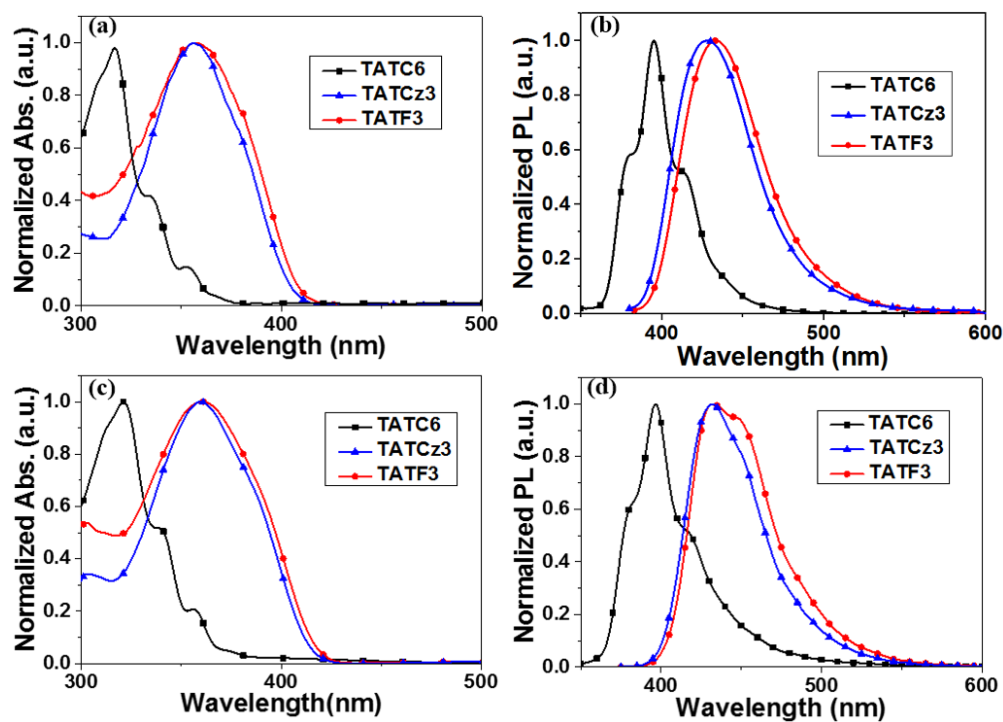 (a)
Normalized Abs. (a.u.)
1.0
0.8
0.6
0.4
0.2
0.0
TATC6
TATCz3
TATF3
300
400
500
Wavelength (nm)
(b)
Normalized PL (a.u.)
1.0
0.8
0.6
0.4
0.2
0.0
TATC6
TATCz3
TATF3
400
500
600
Wavelength (nm)
(c)
Normalized Abs. (a.u.)
1.0
0.8
0.6
0.4
0.2
0.0
TATC6
TATCz3
TATF3
300
400
500
Wavelength(nm)
(d)
Normalized PL (a.u.)
1.0
0.8
0.6
0.4
0.2
0.0
TATC6
TATCz3
TATF3
400
500
600
Wavelength (nm)